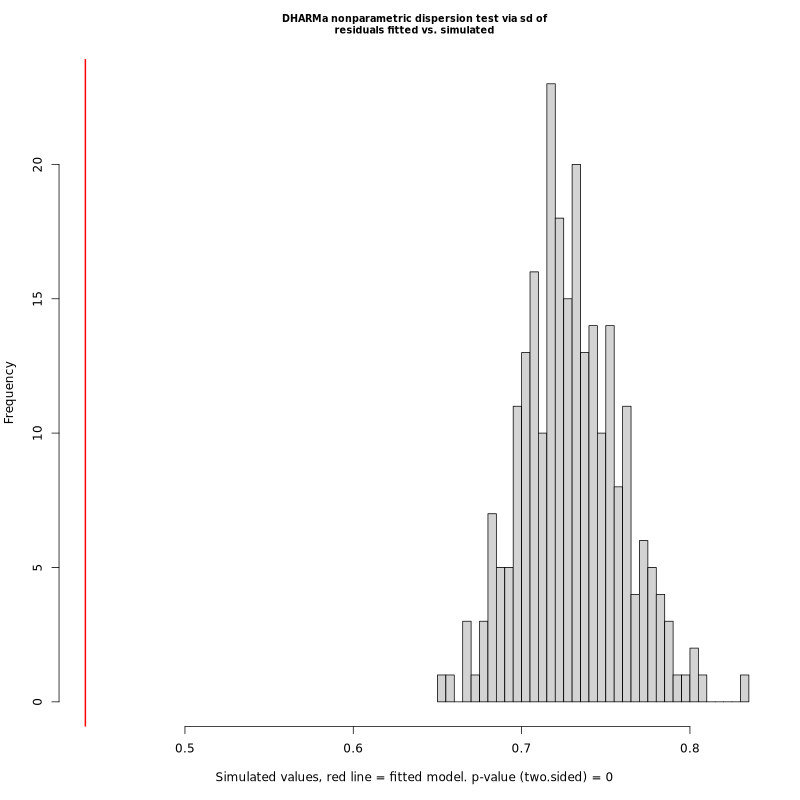 DHARMa nonparametric dispersion test via sd of
residuals fitted vs. simulated
Frequency
20
15
10
5
0
0.5 0.6 0.7 0.8
Simulated values, red line = fitted model. p-value (two.sided) = 0